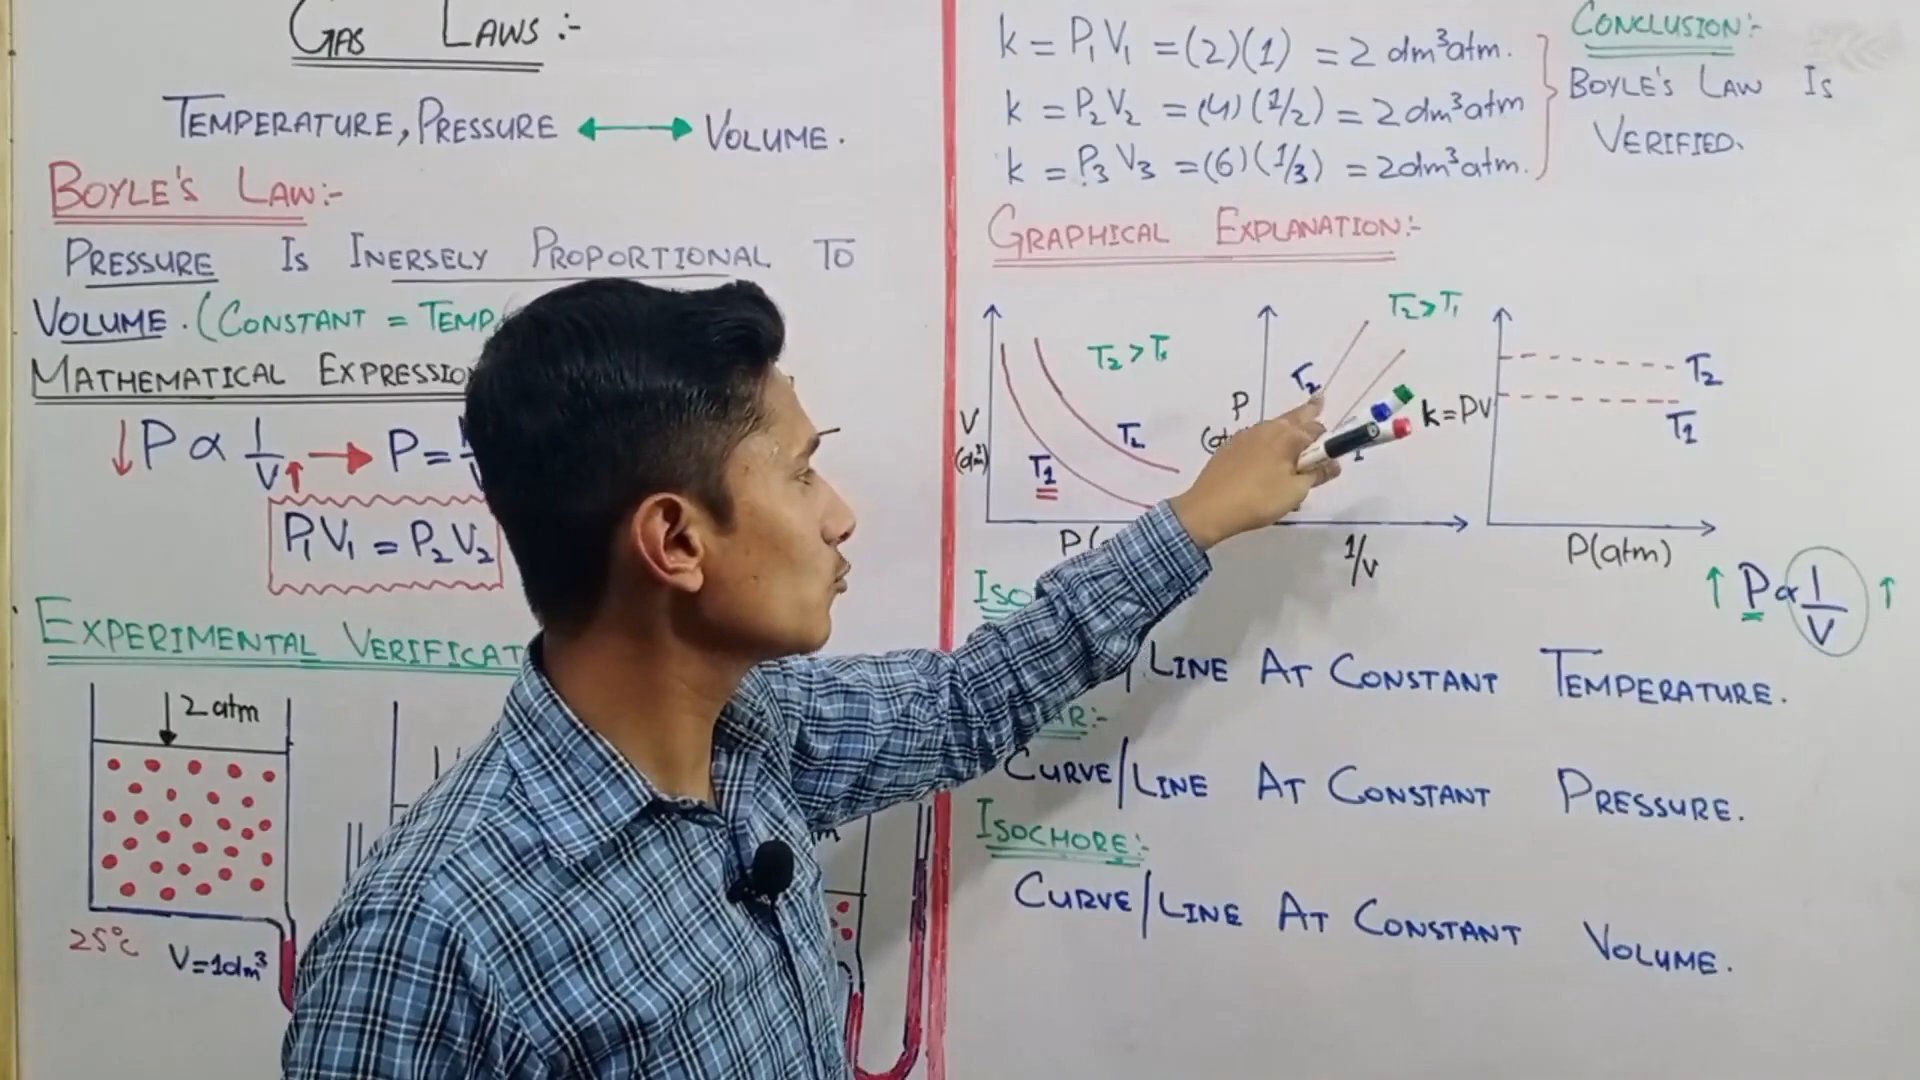 GAS LAWS:-
TEMPERATURE, PRESSURE ↔ VOLUME.
BOYLE'S LAW:-
PRESSURE IS INERSELY PROPORTIONAL TO
VOLUME. (CONSTANT = TEMP
MATHEMATICAL EXPRESSIO
↓P ∝ 1/V↑ → P=
P₁V₁ = P₂V₂
EXPERIMENTAL VERIFICAT
2 atm
25°C
V=1dm³
k = P₁V₁ = (2)(1) = 2 dm³atm.
k = P₂V₂ = (4)(1/2) = 2dm³atm
k = P₃V₃ = (6)(1/3) = 2dm³atm.
CONCLUSION:-
BOYLE'S LAW IS
VERIFIED.
GRAPHICAL EXPLANATION:-
V
(dm³)
T₂ > T₁
T₂
T1
P(
T₂ > T₁
T₂
P
1/V
k=PV
T2
T1
P(atm)
↑ P∝1/V ↑
ISO
/LINE AT CONSTANT TEMPERATURE.
AR:-
CURVE/LINE AT CONSTANT PRESSURE.
ISOCHORE:-
CURVE/LINE AT CONSTANT VOLUME.